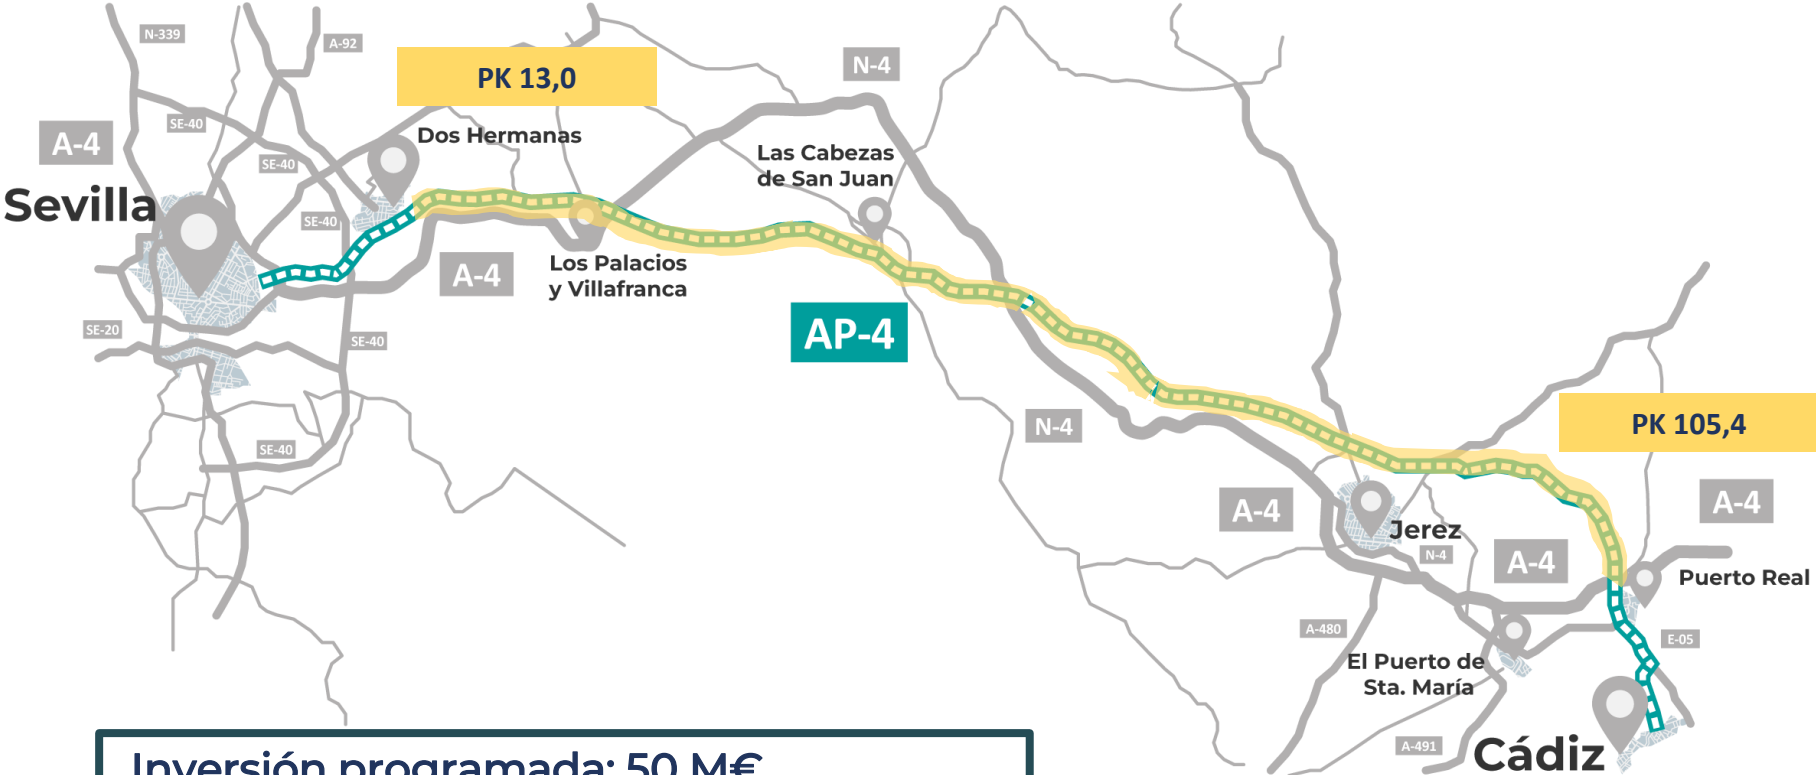 N-339
A-92
PK 13,0
N-4
SE-40
A-4
Dos Hermanas
SE-40
Las Cabezas
de San Juan
Sevilla
SE-40
A-4
Los Palacios
y Villafranca
SE-20
SE-40
AP-4
N-4
PK 105,4
SE-40
A-4
A-4
Jerez
N-4
A-4
Puerto Real
A-480
E-05
El Puerto de
Sta. María
A-491
Cádiz
Inversión programada: 50 M€